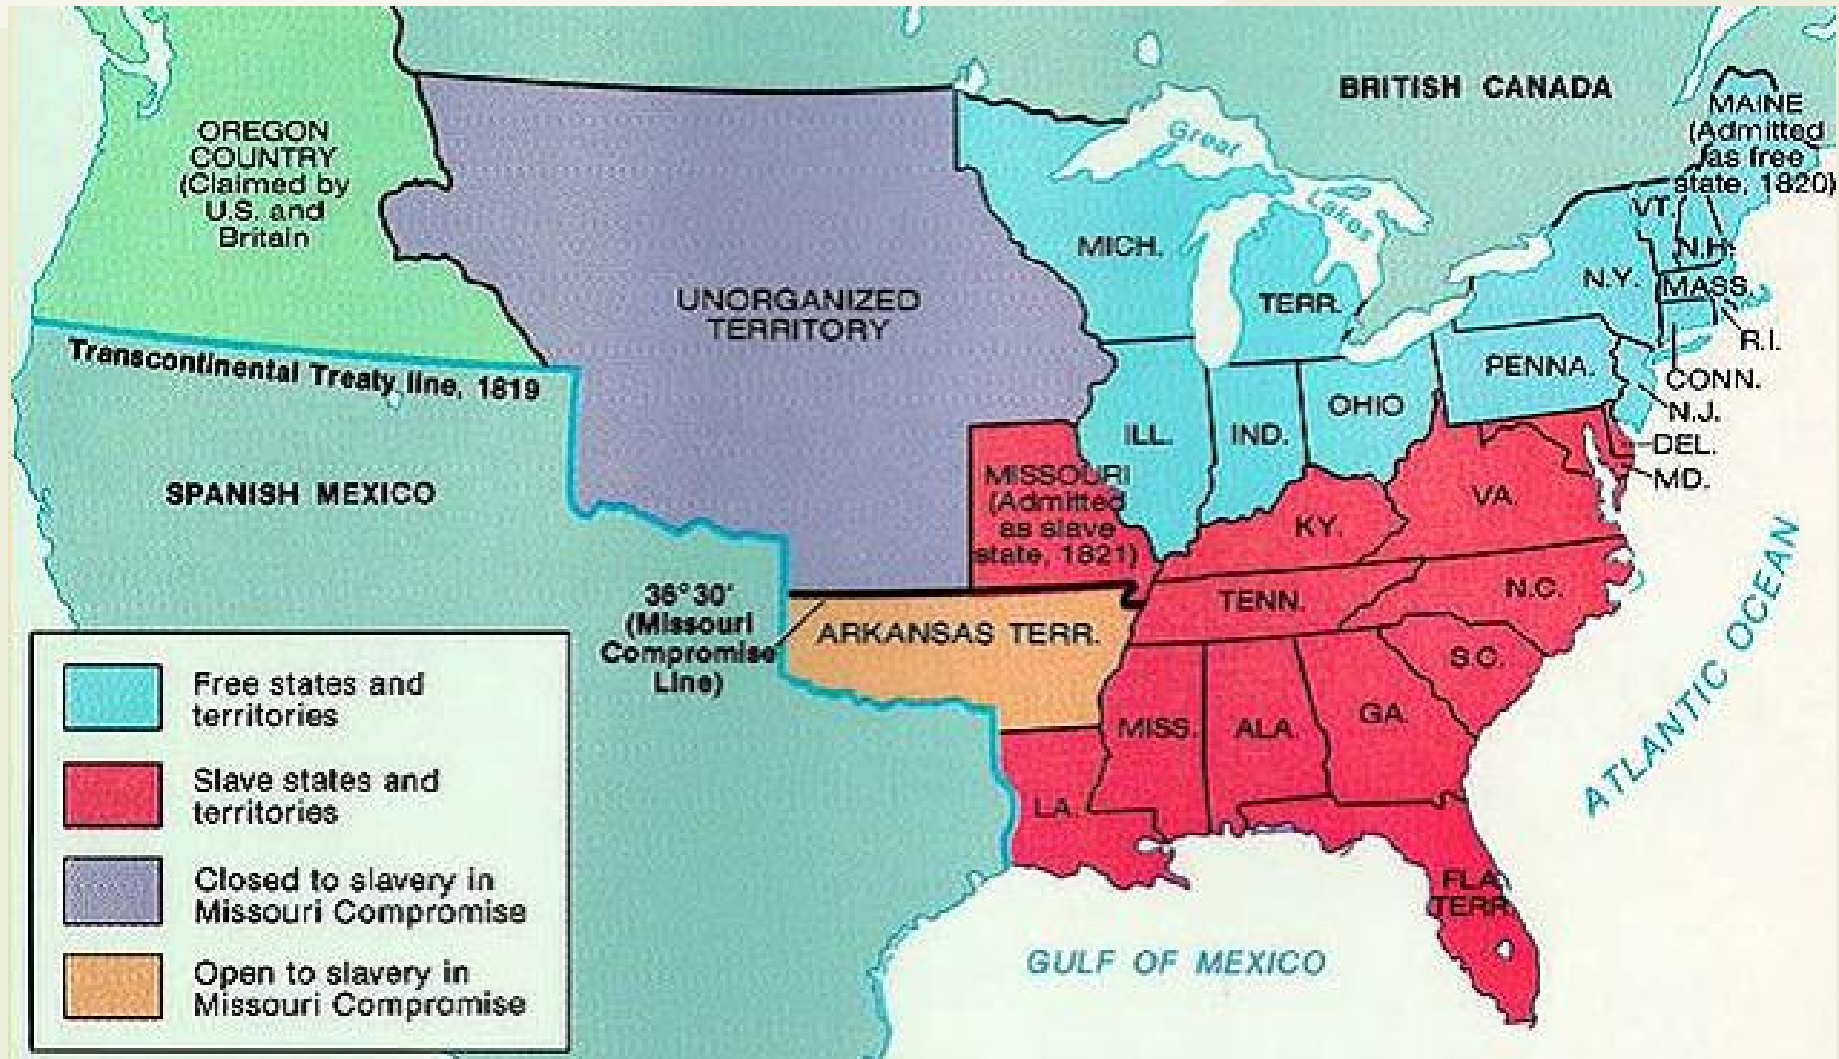 BRITISH CANADA
MAINE
(Admitted
as free
state, 1820)
OREGON
COUNTRY
(Claimed by
U.S. and
Britain
Great
Lakes
VT.
N.H.
MICH.
N.Y.
MASS.
UNORGANIZED
TERRITORY
TERR.
R.I.
Transcontinental Treaty line, 1819
PENNA.
CONN.
OHIO
N.J.
ILL.
IND.
DEL.
MISSOURI
(Admitted
as slave
state, 1821)
MD.
SPANISH MEXICO
VA.
KY.
36°30'
(Missouri
Compromise
Line)
TENN.
N.C.
ARKANSAS TERR.
S.C.
ATLANTIC OCEAN
MISS.
ALA.
GA.
LA.
FLA
TERR.
GULF OF MEXICO
Free states and
territories
Slave states and
territories
Closed to slavery in
Missouri Compromise
Open to slavery in
Missouri Compromise